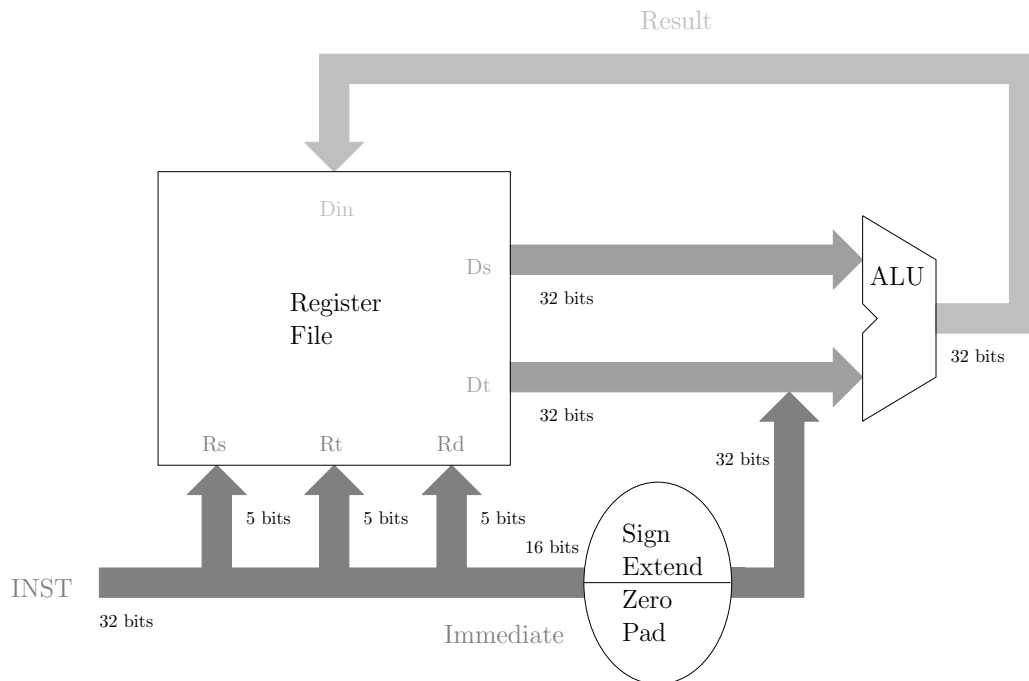 Result
Din
Ds
ALU
32 bits
Register
File
32 bits
Dt
32 bits
Rs
Rt
Rd
32 bits
5 bits
5 bits
5 bits
16 bits
Sign
Extend
INST
Zero
32 bits
Immediate
Pad